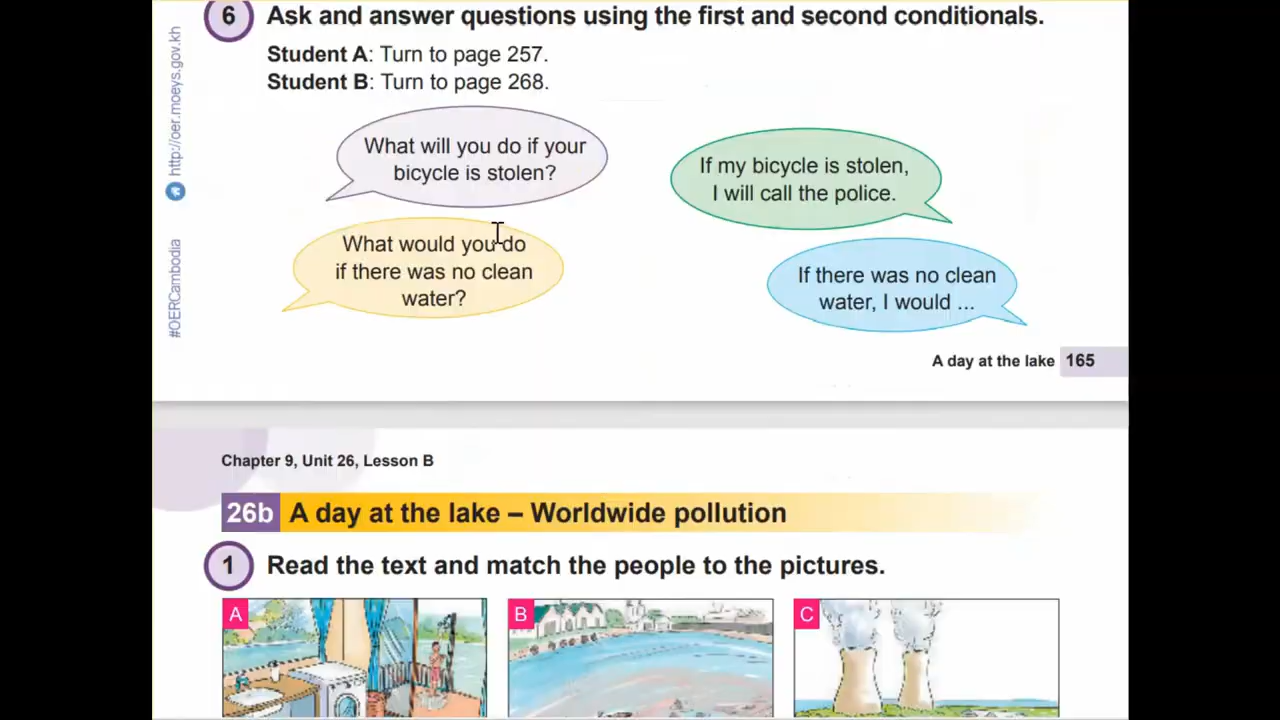 6 Ask and answer questions using the first and second conditionals.
Student A: Turn to page 257.
Student B: Turn to page 268.
What will you do if your
bicycle is stolen?
If my bicycle is stolen,
I will call the police.
What would you do
if there was no clean
water?
If there was no clean
water, I would ...
http://oer.moeys.gov.kh
#OERCambodia
A day at the lake 165
Chapter 9, Unit 26, Lesson B
26b A day at the lake – Worldwide pollution
1 Read the text and match the people to the pictures.
A
B
C